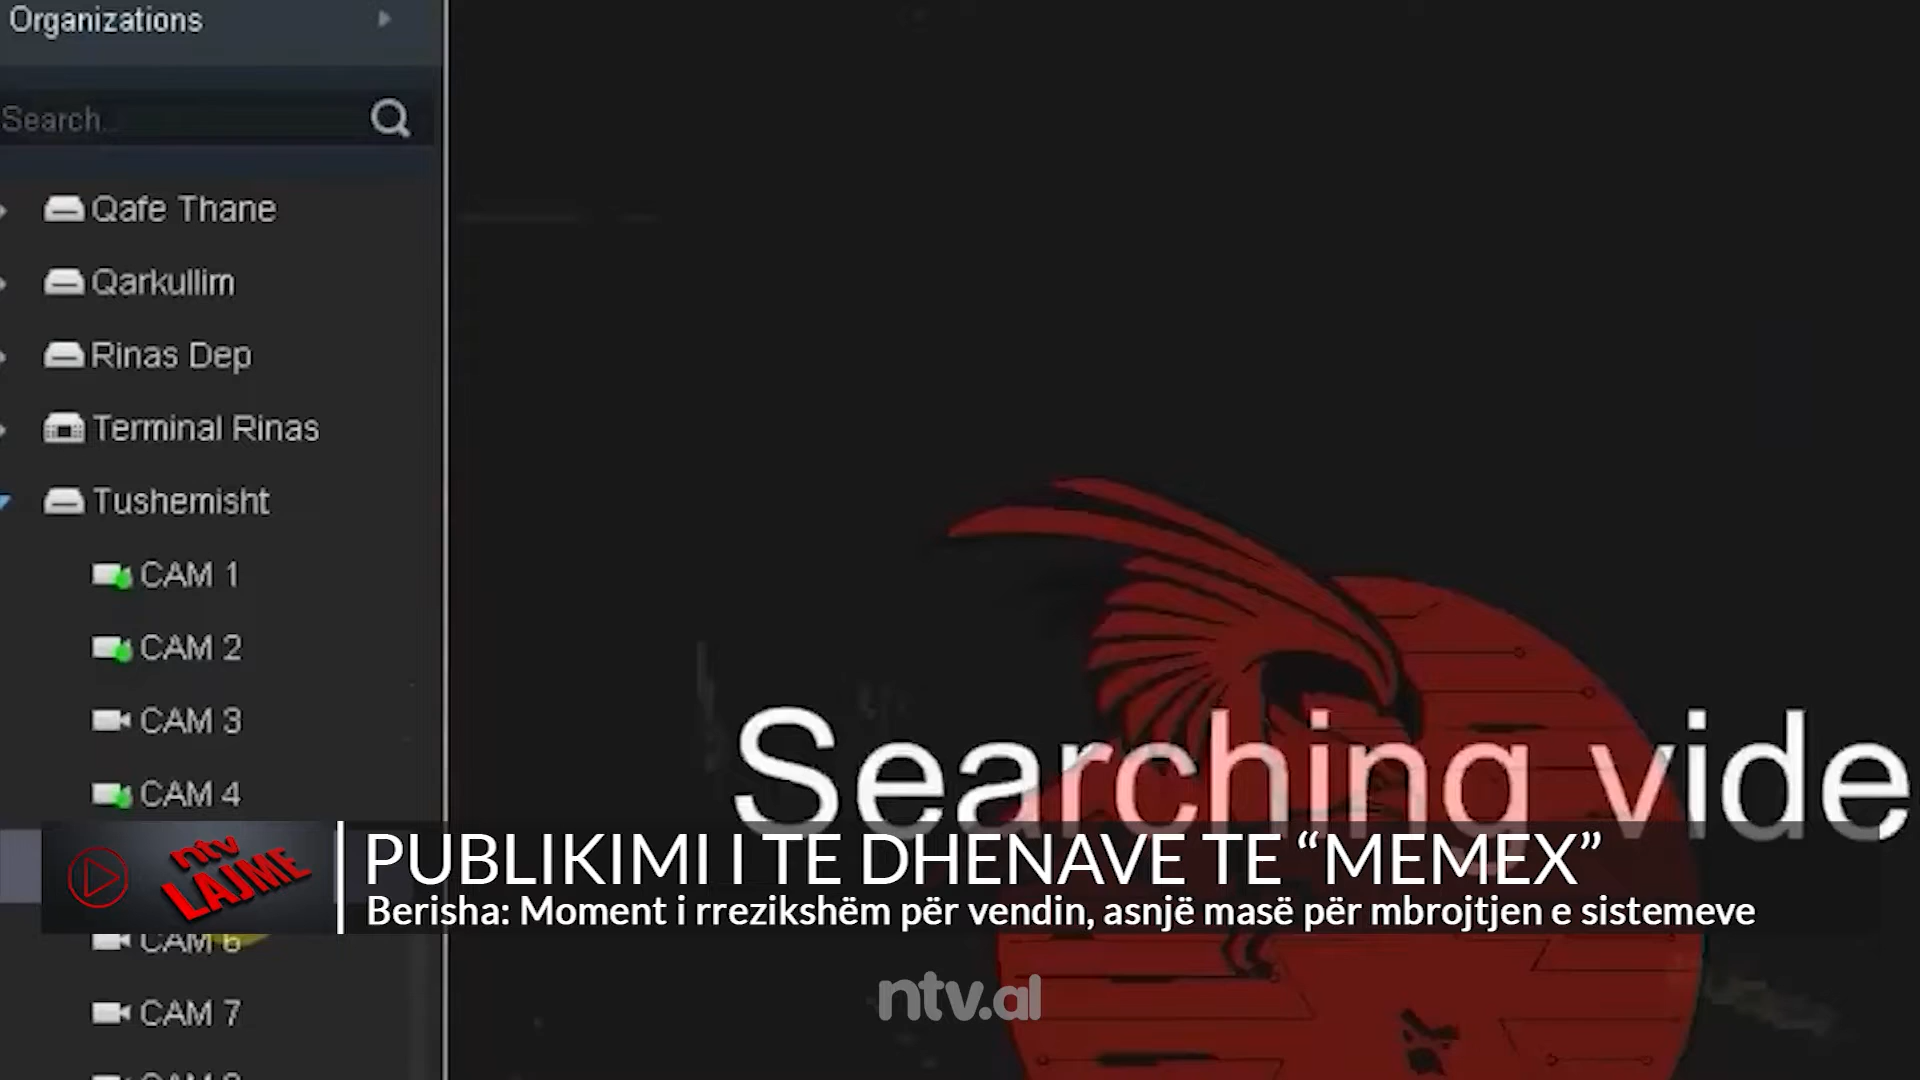 Organizations
Search...
Qafe Thane
Qarkullim
Rinas Dep
Terminal Rinas
Tushemisht
CAM 1
CAM 2
CAM 3
CAM 4
Searching vide
ntv
LAJME
PUBLIKIMI I TE DHENAVE TE “MEMEX”
Berisha: Moment i rrezikshëm për vendin, asnjë masë për mbrojtjen e sistemeve
CAM 6
ntv.al
CAM 7